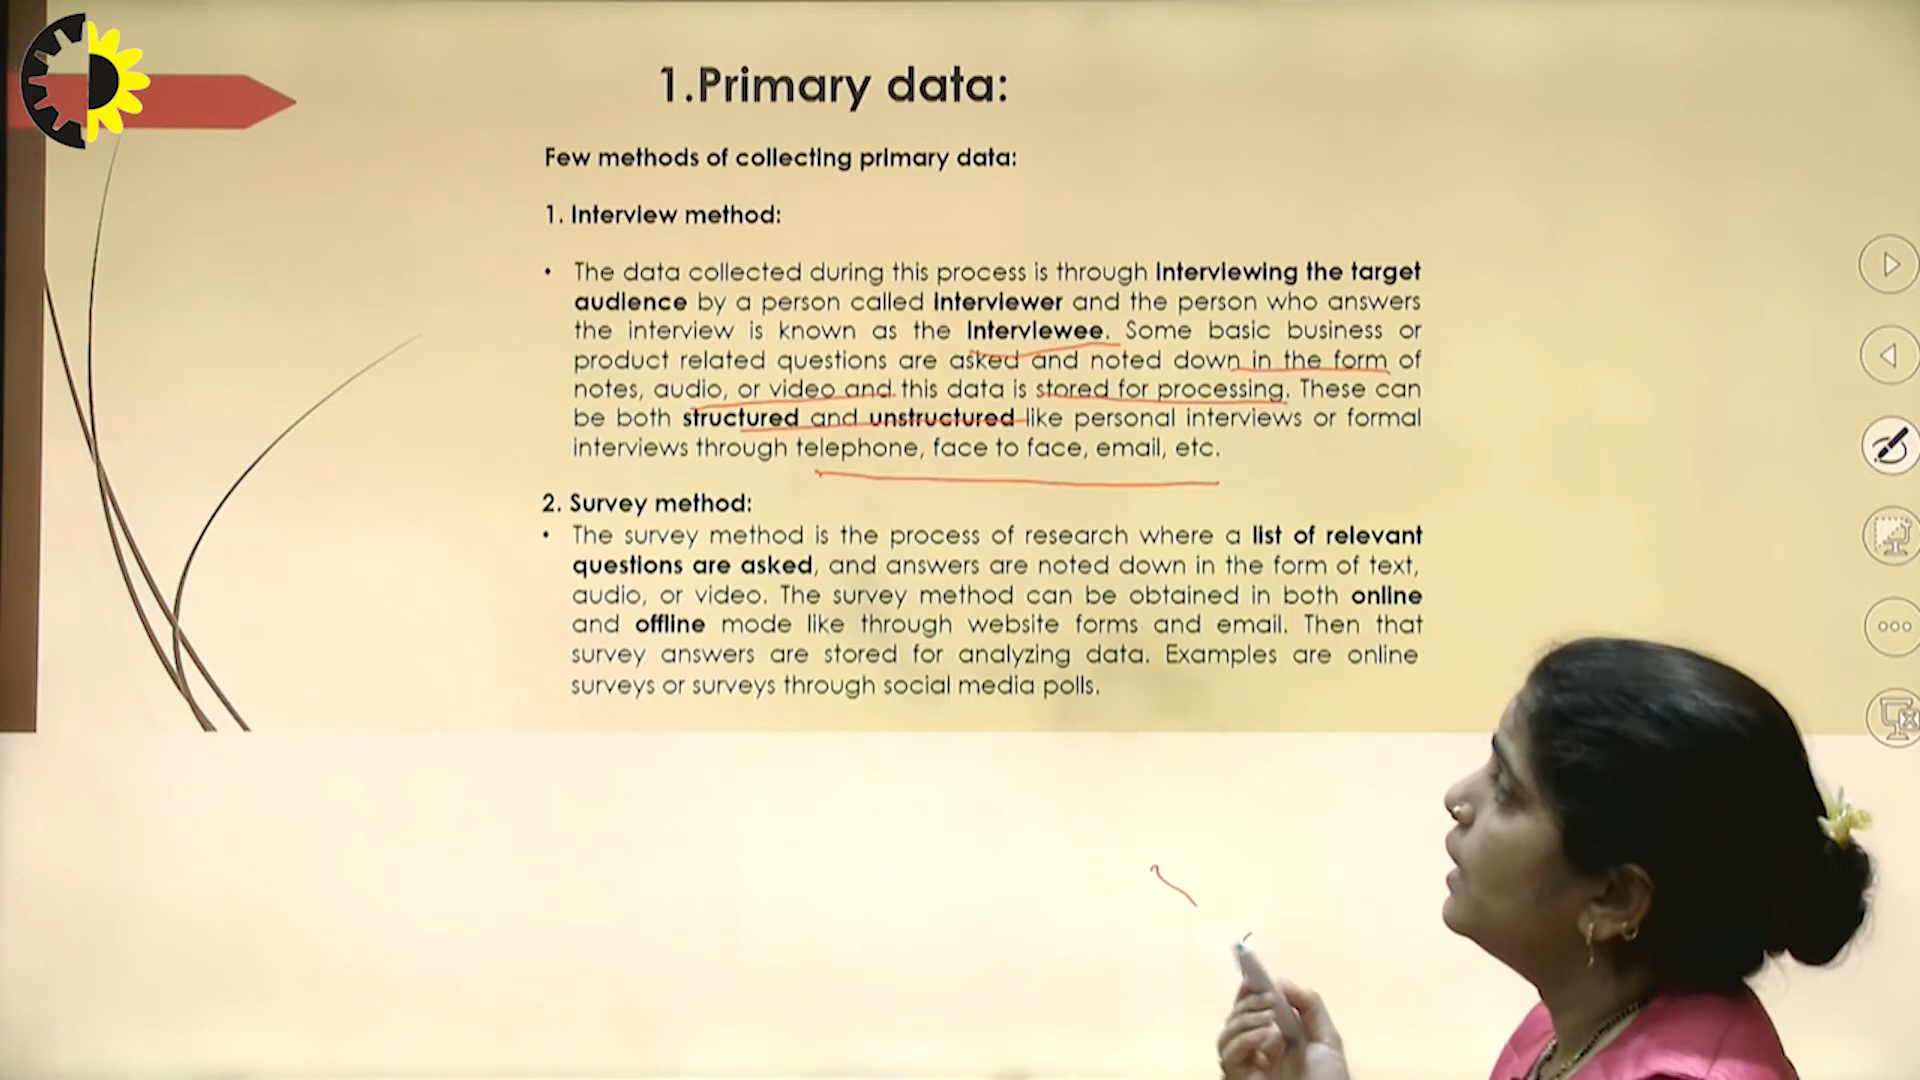 1.Primary data:
Few methods of collecting primary data:
1. Interview method:
• The data collected during this process is through interviewing the target
audience by a person called interviewer and the person who answers
the interview is known as the interviewee. Some basic business or
product related questions are asked and noted down in the form of
notes, audio, or video and this data is stored for processing. These can
be both structured and unstructured like personal interviews or formal
interviews through telephone, face to face, email, etc.
2. Survey method:
• The survey method is the process of research where a list of relevant
questions are asked, and answers are noted down in the form of text,
audio, or video. The survey method can be obtained in both online
and offline mode like through website forms and email. Then that
survey answers are stored for analyzing data. Examples are online
surveys or surveys through social media polls.